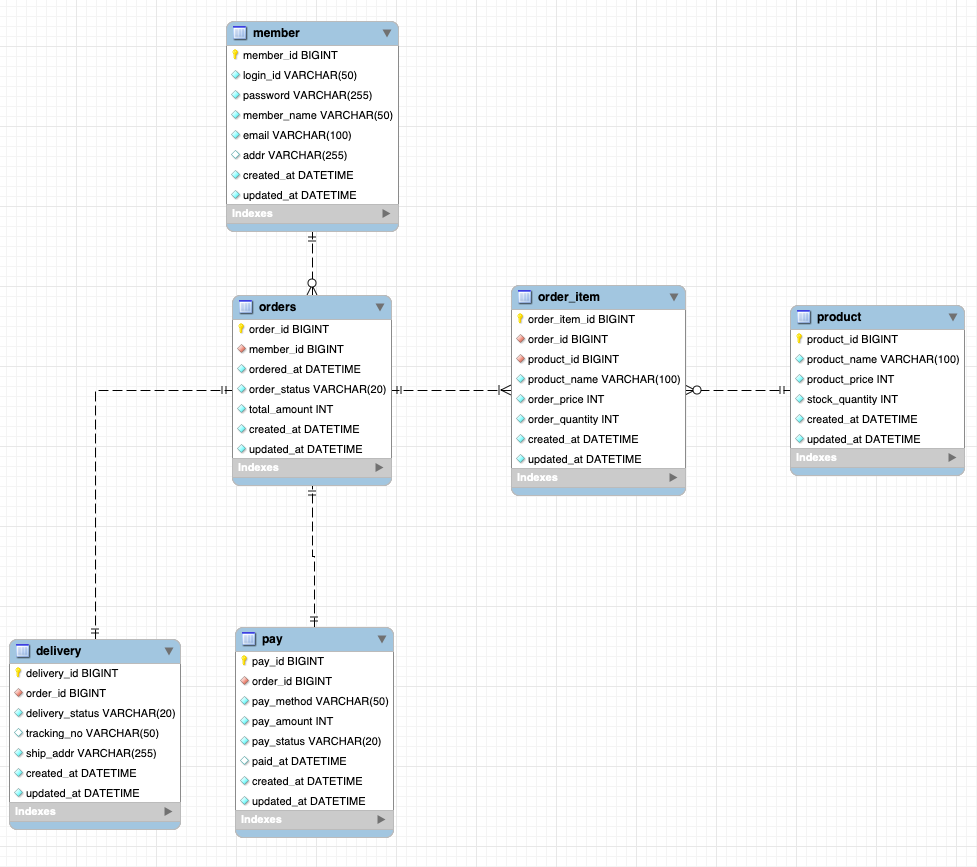 member
member_id BIGINT
login_id VARCHAR(50)
password VARCHAR(255)
member_name VARCHAR(50)
email VARCHAR(100)
addr VARCHAR(255)
created_at DATETIME
updated_at DATETIME
Indexes
orders
order_id BIGINT
member_id BIGINT
ordered_at DATETIME
order_status VARCHAR(20)
total_amount INT
created_at DATETIME
updated_at DATETIME
Indexes
order_item
order_item_id BIGINT
order_id BIGINT
product_id BIGINT
product_name VARCHAR(100)
order_price INT
order_quantity INT
created_at DATETIME
updated_at DATETIME
Indexes
product
product_id BIGINT
product_name VARCHAR(100)
product_price INT
stock_quantity INT
created_at DATETIME
updated_at DATETIME
Indexes
delivery
delivery_id BIGINT
order_id BIGINT
delivery_status VARCHAR(20)
tracking_no VARCHAR(50)
ship_addr VARCHAR(255)
created_at DATETIME
updated_at DATETIME
Indexes
pay
pay_id BIGINT
order_id BIGINT
pay_method VARCHAR(50)
pay_amount INT
pay_status VARCHAR(20)
paid_at DATETIME
created_at DATETIME
updated_at DATETIME
Indexes